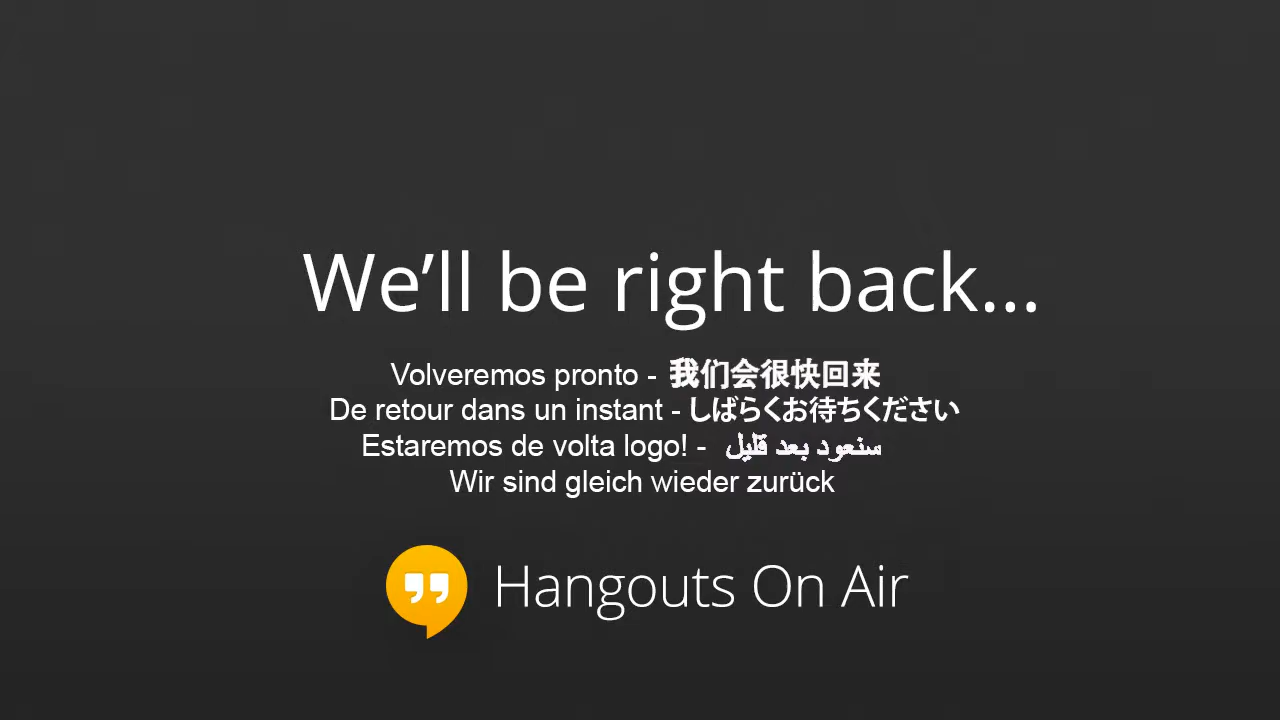 We’ll be right back...
Volveremos pronto - 我们会很快回来
De retour dans un instant - しばらくお待ちください
Estaremos de volta logo! - سنعود بعد قليل
Wir sind gleich wieder zurück
Hangouts On Air